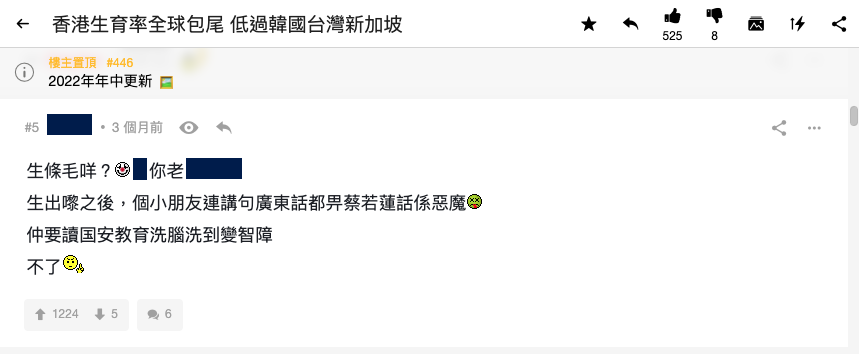 香港生育率全球包尾 低過韓國台灣新加坡
525
8
樓主置頂 #446
2022年年中更新
#5 • 3 個月前
生條毛咩？你老
生出嚟之後，個小朋友連講句廣東話都畀蔡若蓮話係惡魔
仲要讀国安教育洗腦洗到變智障
不了
1224 5 6